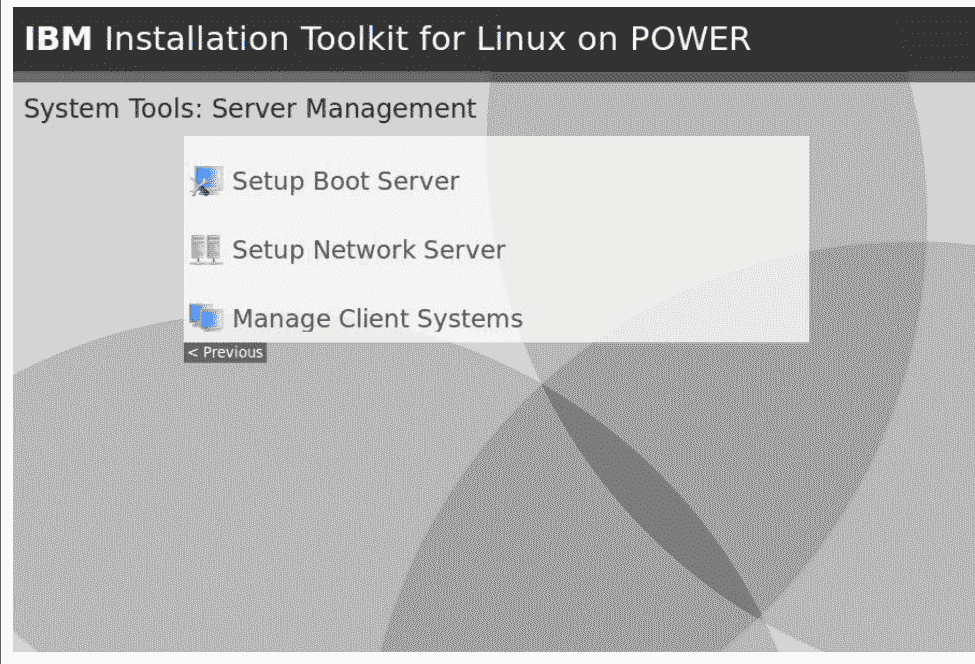 IBM Installation Toolkit for Linux on POWER
System Tools: Server Management
Setup Boot Server
Setup Network Server
Manage Client Systems
< Previous